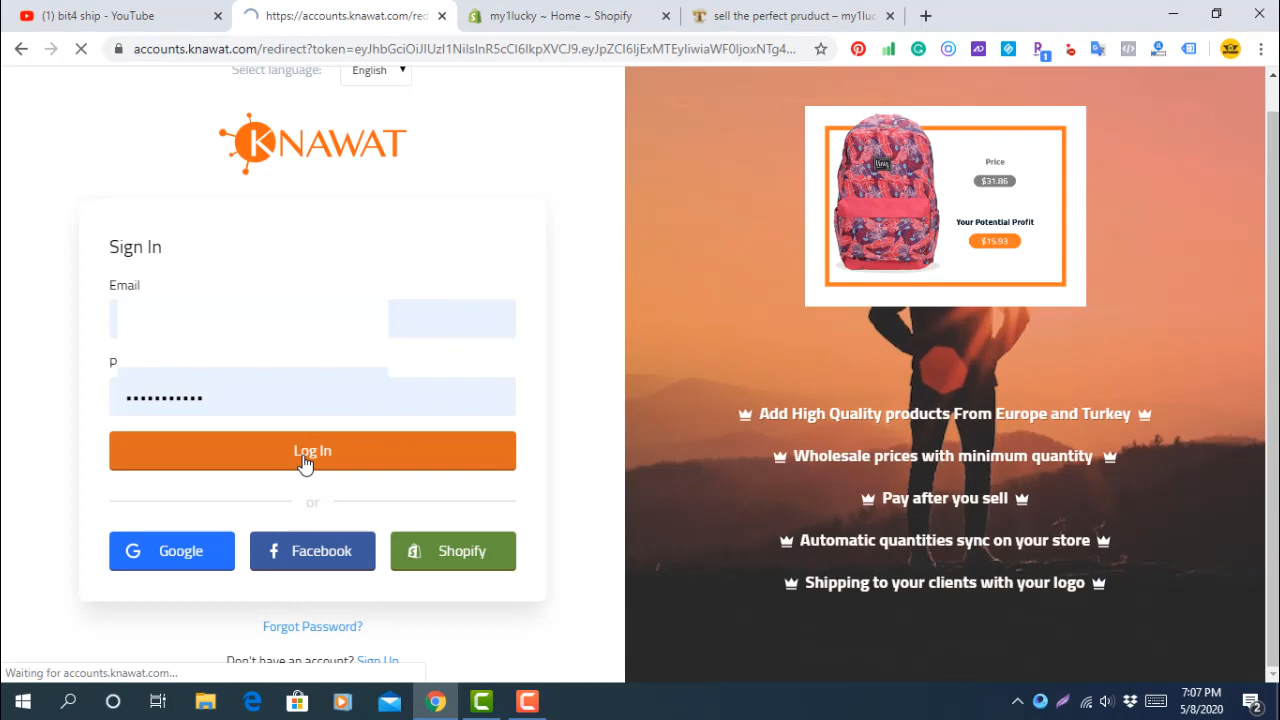 bit4 ship - YouTube
https://accounts.knawat.com/red
my1lucky ~ Home ~ Shopify
sell the perfect pruduct – my1luc
accounts.knawat.com/redirect?token=eyJhbGciOiJIUzI1NiIsInR5cCI6IkpXVCJ9.eyJpZCI6IjExMTEyIiwiaWF0IjoxNTg4...
Select language:
English
KNAWAT
Sign In
Email
P
Log In
or
Google
Facebook
Shopify
Forgot Password?
Don't have an account? Sign Up
Waiting for accounts.knawat.com...
Price
$31.86
Your Potential Profit
$15.93
Add High Quality products From Europe and Turkey
Wholesale prices with minimum quantity
Pay after you sell
Automatic quantities sync on your store
Shipping to your clients with your logo
7:07 PM
5/8/2020
2